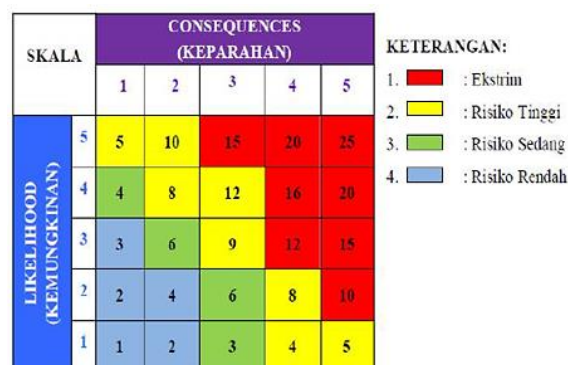 SKALA
CONSEQUENCES
(KEPARAHAN)
1 2 3 4 5
LIKELIHOOD
(KEMUNGKINAN)
5 5 10 15 20 25
4 4 8 12 16 20
3 3 6 9 12 15
2 2 4 6 8 10
1 1 2 3 4 5
KETERANGAN:
1. : Ekstrim
2. : Risiko Tinggi
3. : Risiko Sedang
4. : Risiko Rendah